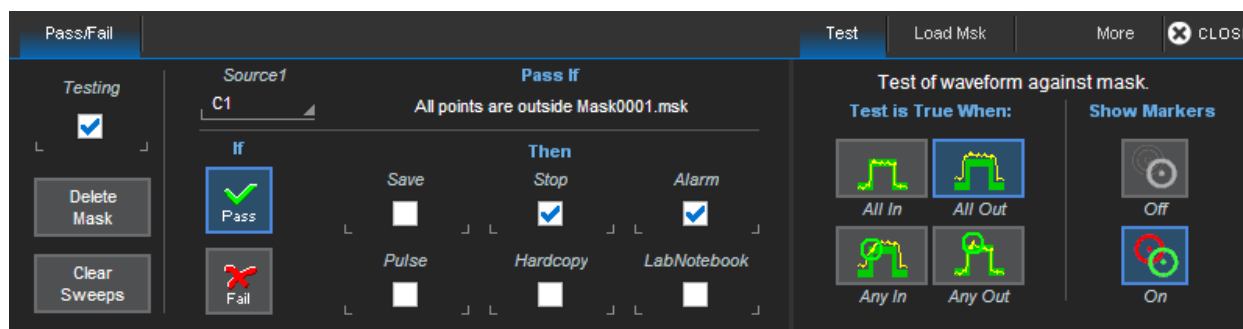 Pass/Fail
Test
Load Msk
More
CLOS
Testing
Source1
C1
Pass If
All points are outside Mask0001.msk
If
Then
Delete
Mask
Pass
Save
Stop
Alarm
Clear
Sweeps
Fail
Pulse
Hardcopy
LabNotebook
Test of waveform against mask.
Test is True When:
Show Markers
All In
All Out
Off
Any In
Any Out
On